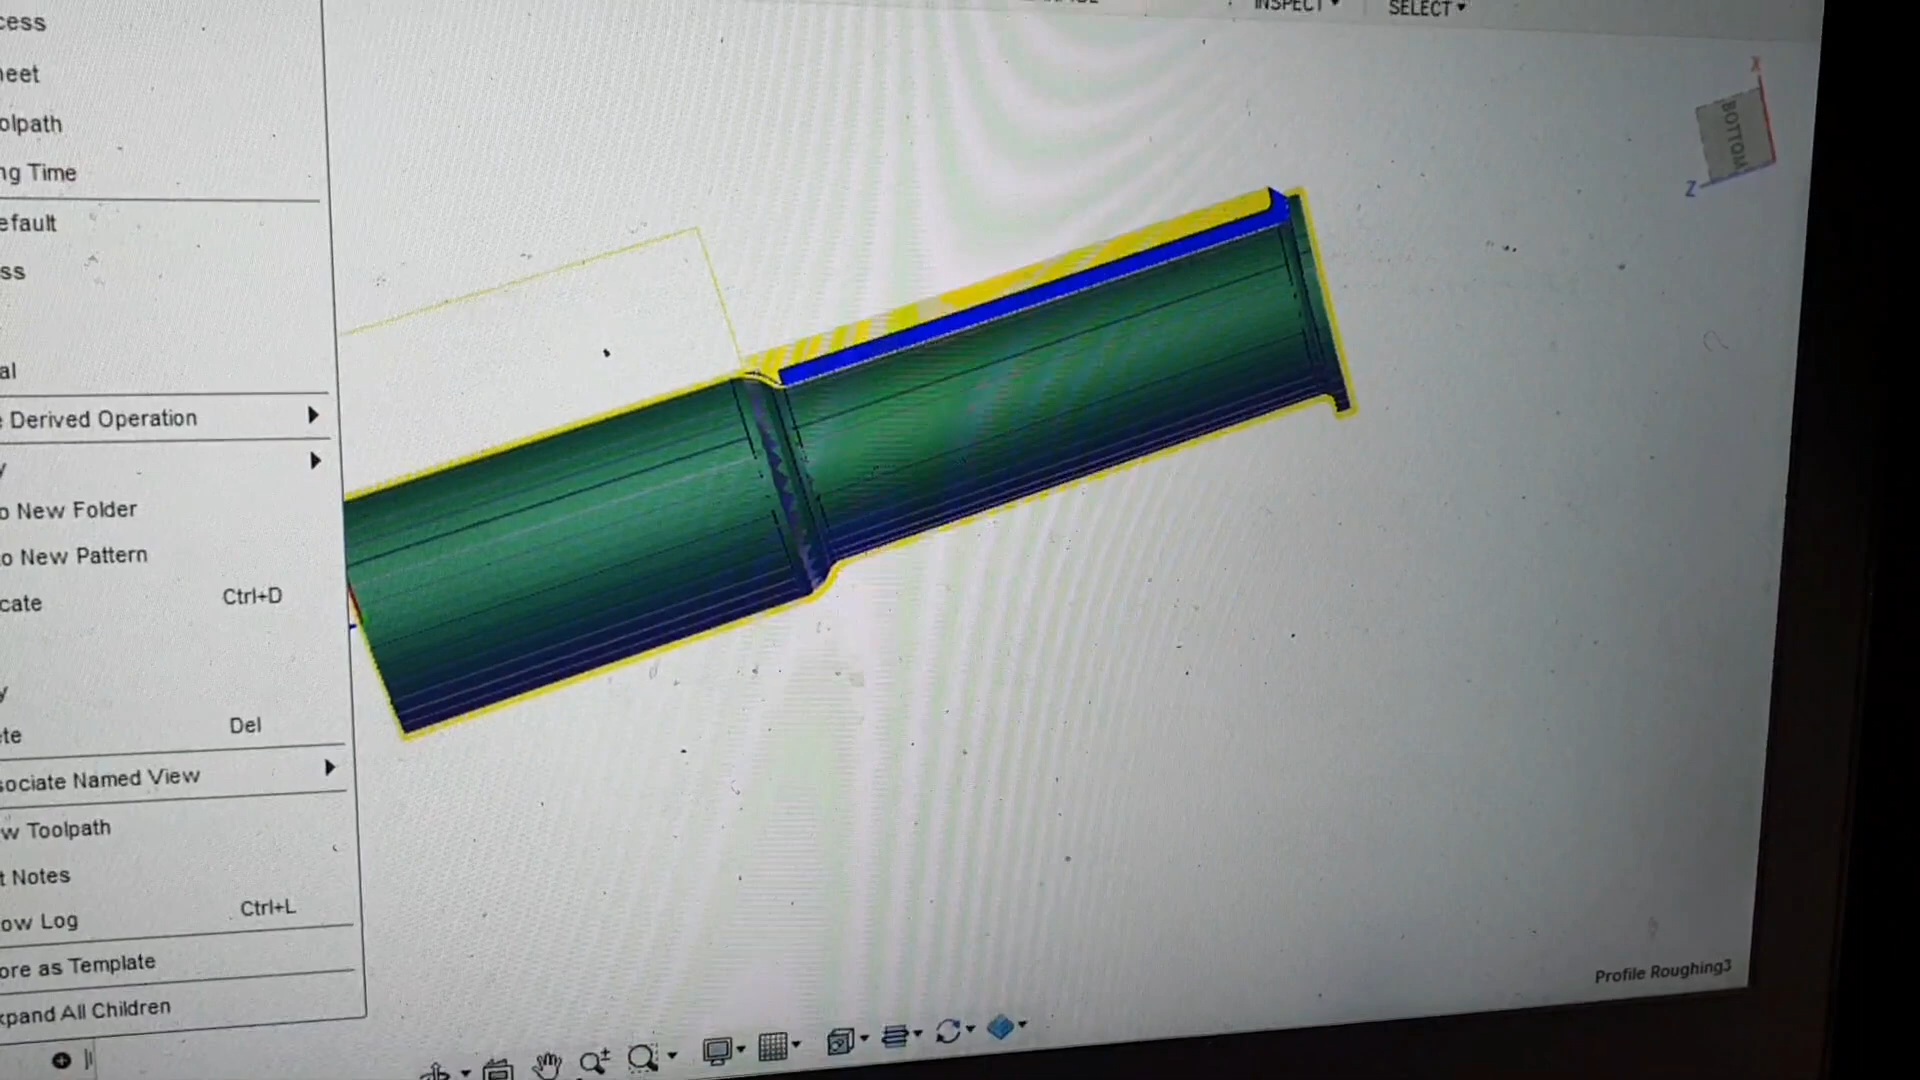 INSPECT
SELECT
cess
eet
olpath
ng Time
efault
ss
al
Derived Operation
y
o New Folder
o New Pattern
cate Ctrl+D
y
te Del
sociate Named View
w Toolpath
t Notes
ow Log Ctrl+L
ore as Template
xpand All Children
BOTTOM
X
Z
Profile Roughing3